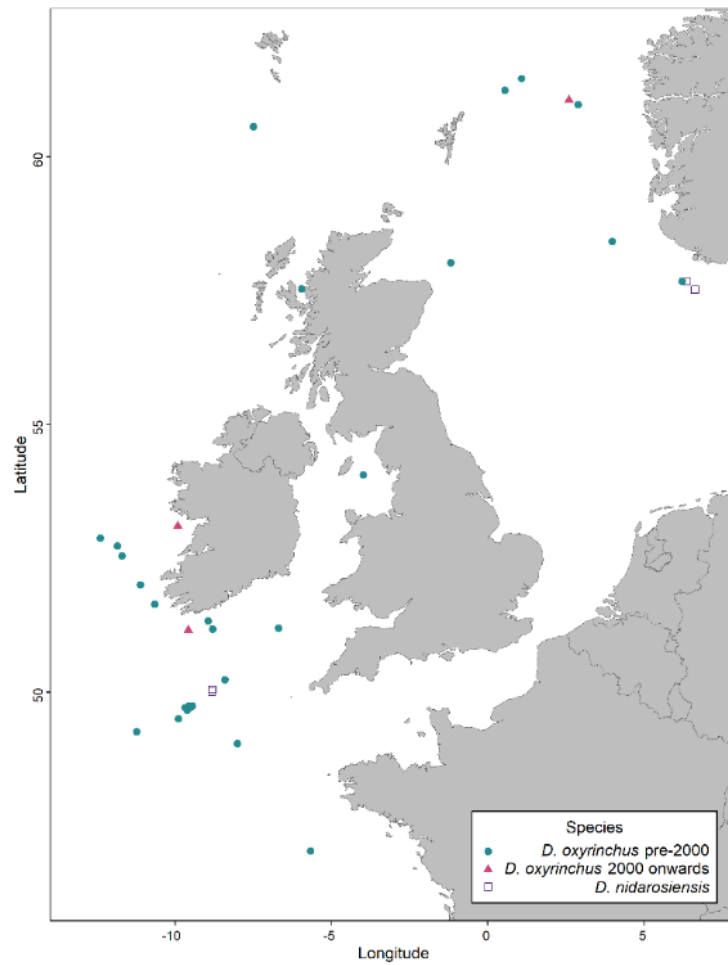 60
55
50
Latitude
-10
-5
0
5
Longitude
Species
D. oxyrinchus pre-2000
D. oxyrinchus 2000 onwards
D. nidarosiensis